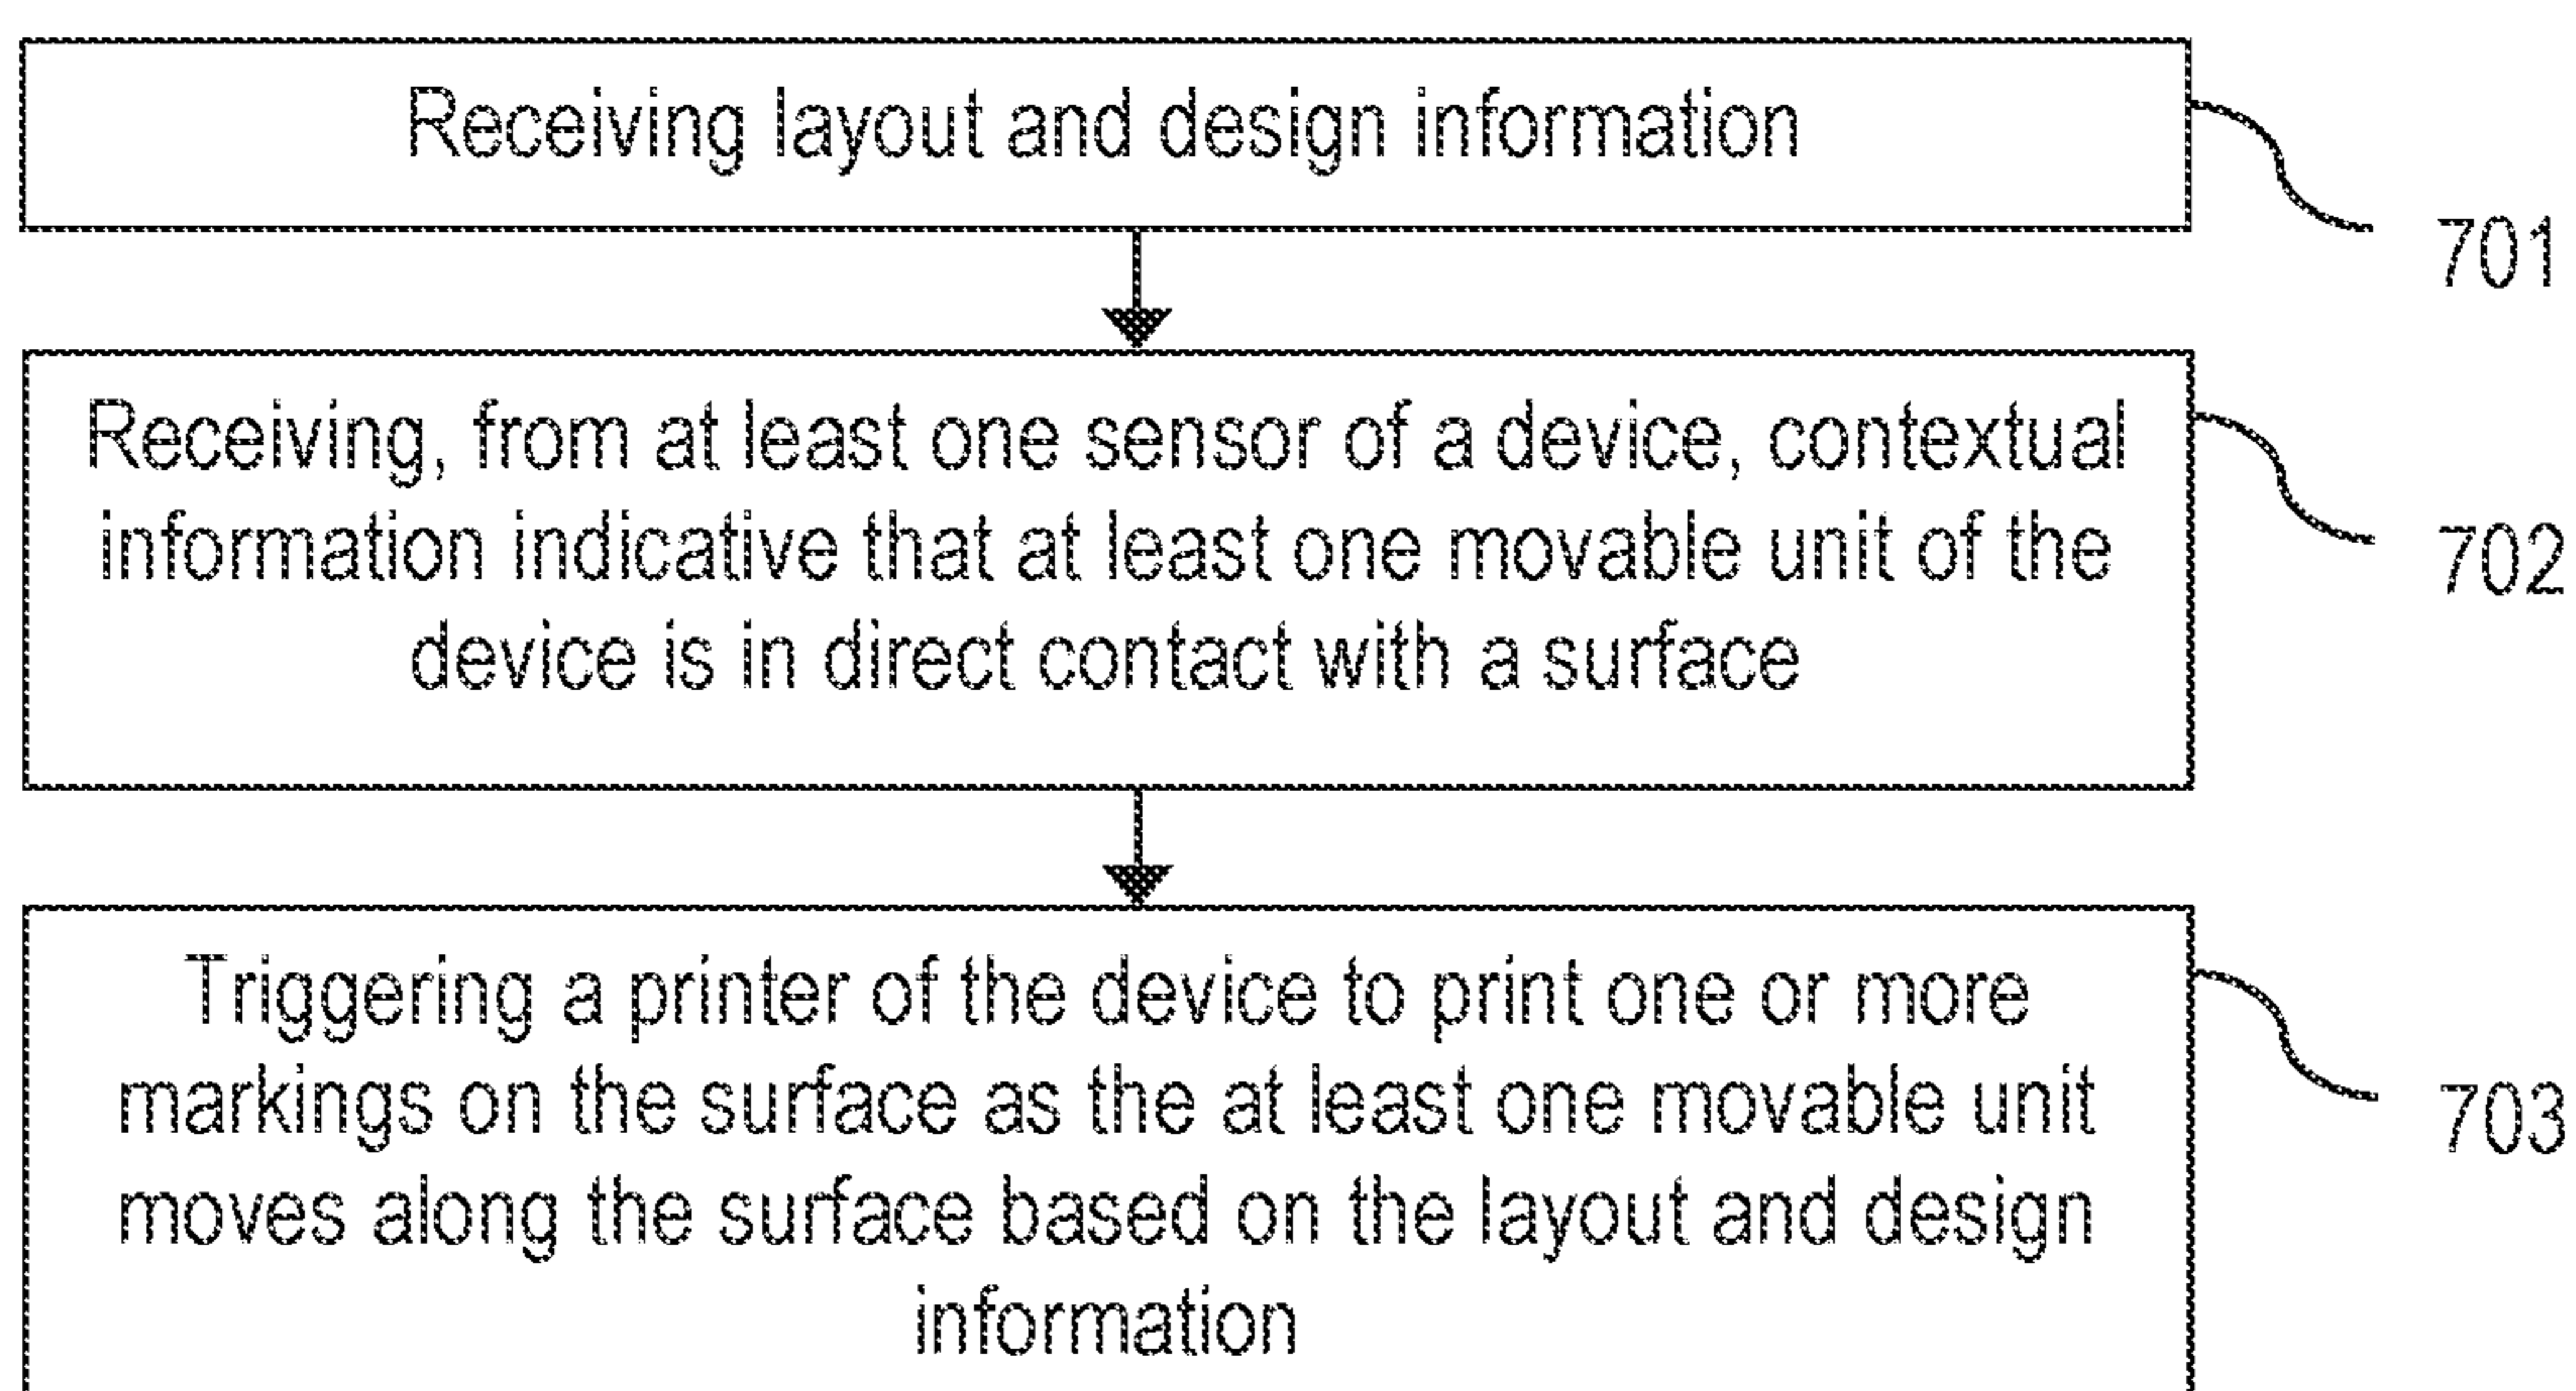 Receiving layout and design information
701
Receiving, from at least one sensor of a device, contextual
information indicative that at least one movable unit of the
device is in direct contact with a surface
702
Triggering a printer of the device to print one or more
markings on the surface as the at least one movable unit
moves along the surface based on the layout and design
information
703